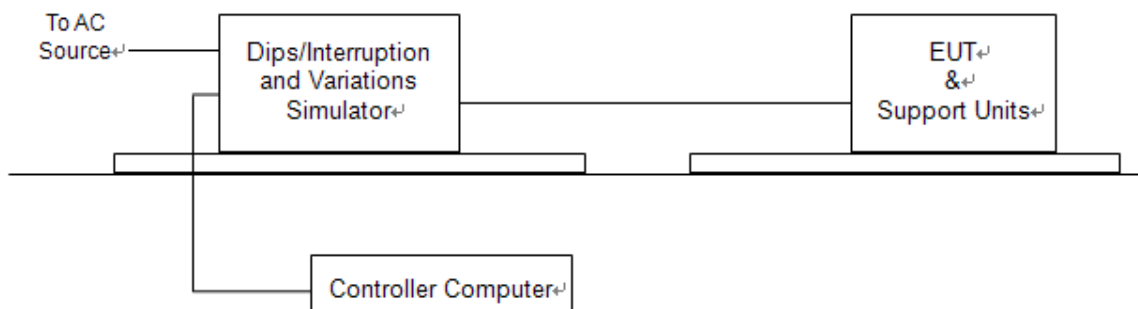 To AC
Source↵
Dips/Interruption
and Variations
Simulator↵
EUT↵
&↵
Support Units↵
Controller Computer↵